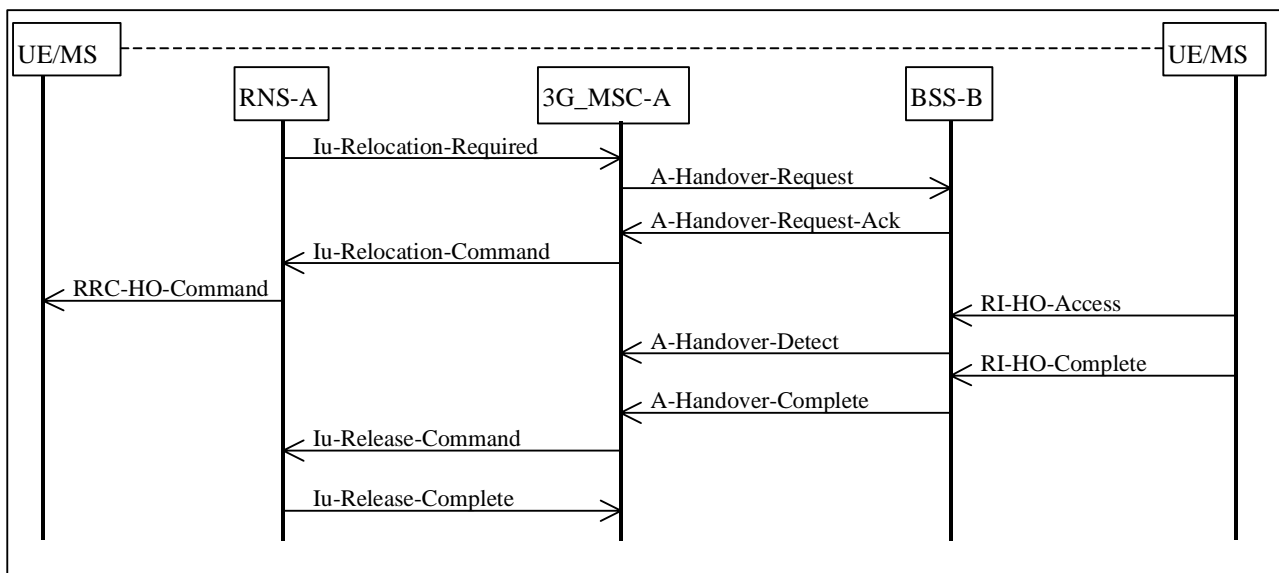 UE/MS
UE/MS
RNS-A
3G_MSC-A
BSS-B
Iu-Relocation-Required
A-Handover-Request
A-Handover-Request-Ack
Iu-Relocation-Command
RRC-HO-Command
RI-HO-Access
A-Handover-Detect
RI-HO-Complete
A-Handover-Complete
Iu-Release-Command
Iu-Release-Complete